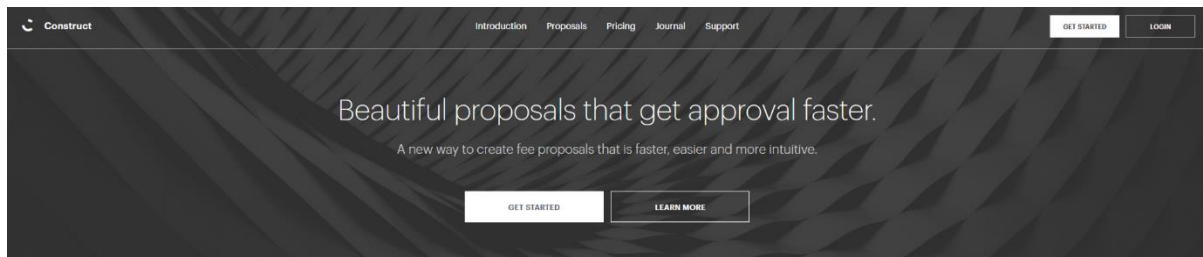 Construct
Introduction Proposals Pricing Journal Support
GET STARTED LOGIN
Beautiful proposals that get approval faster.
A new way to create fee proposals that is faster, easier and more intuitive.
GET STARTED LEARN MORE